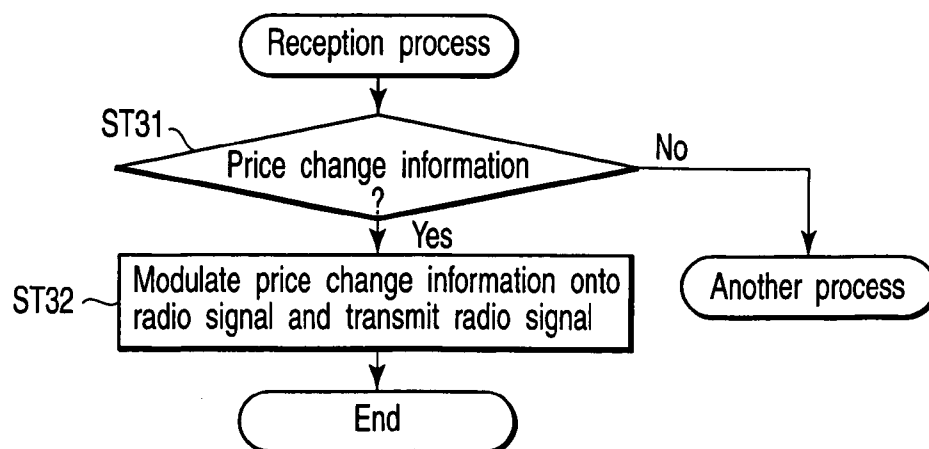 Reception process
ST31
Price change information
?
No
Yes
ST32
Modulate price change information onto
radio signal and transmit radio signal
Another process
End